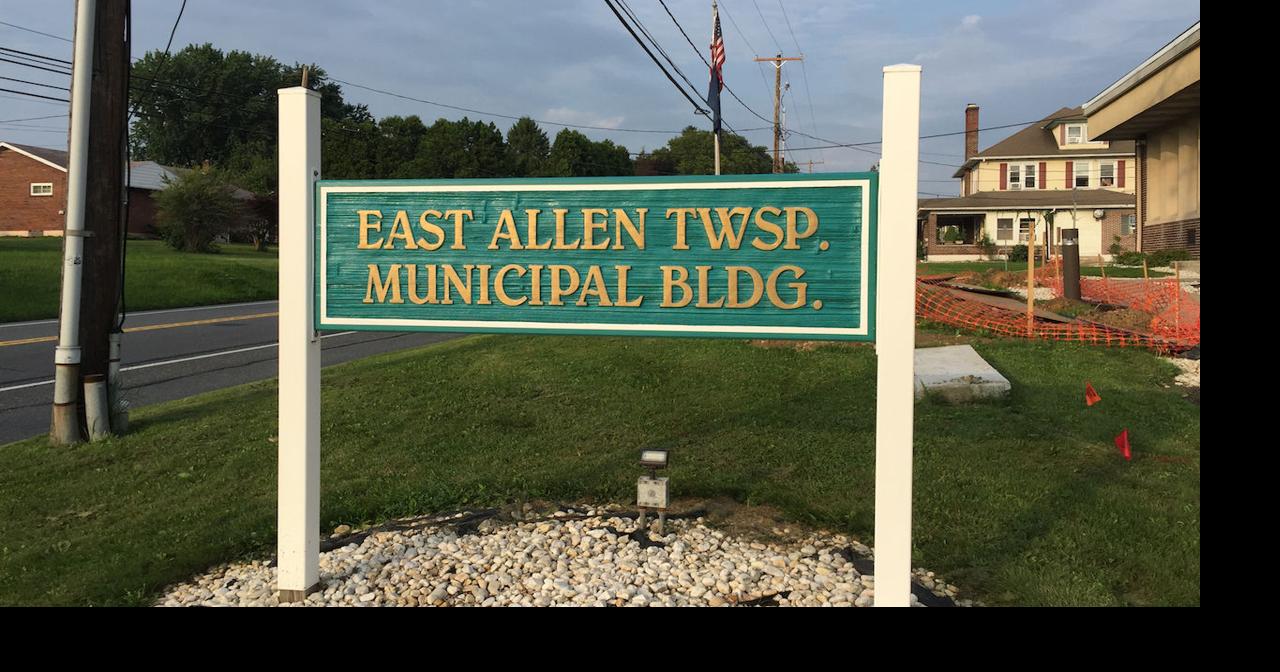 EAST ALLEN TWSP.
MUNICIPAL BLDG.